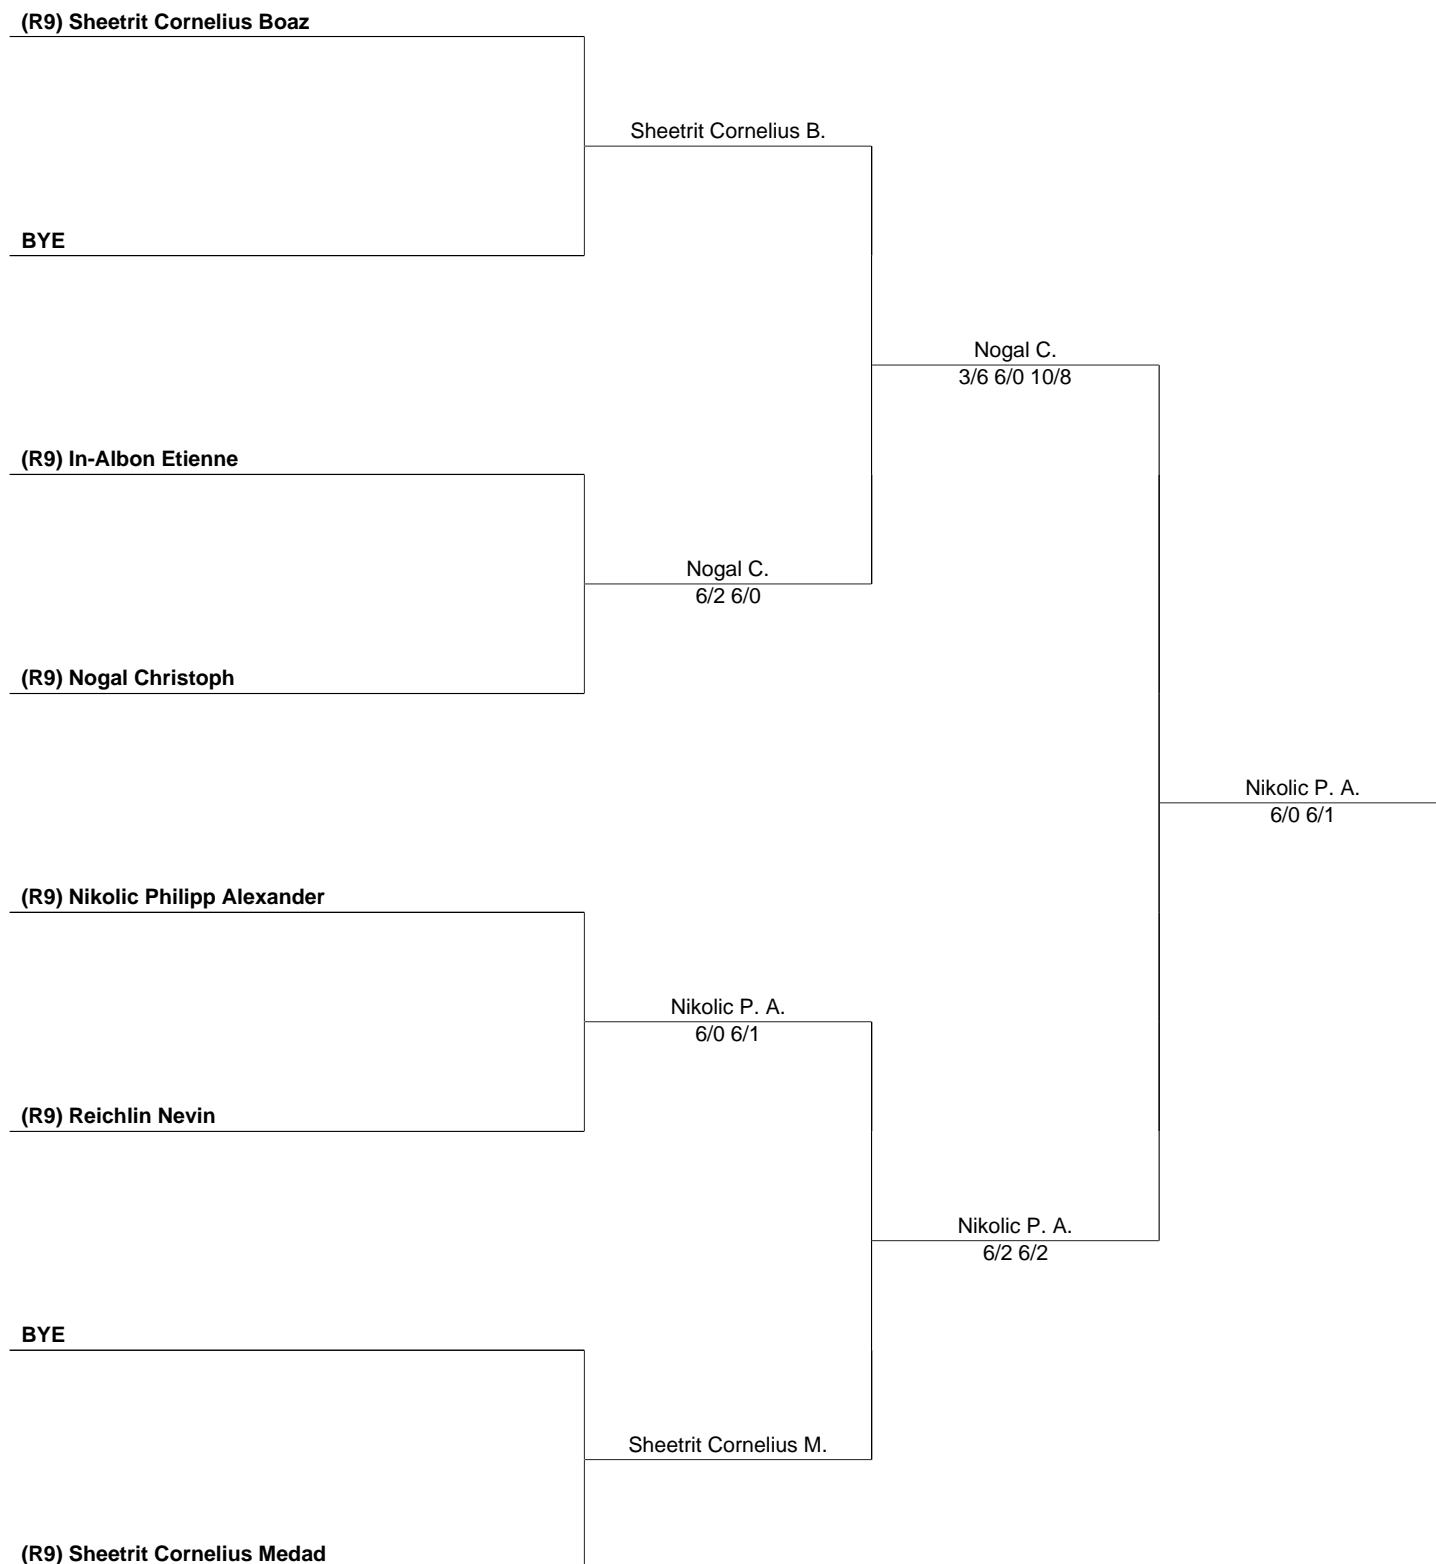 (R9) Sheetrit Cornelius Boaz
Sheetrit Cornelius B.
BYE
Nogal C.
3/6 6/0 10/8
(R9) In-Albon Etienne
Nogal C.
6/2 6/0
(R9) Nogal Christoph
Nikolic P. A.
6/0 6/1
(R9) Nikolic Philipp Alexander
Nikolic P. A.
6/0 6/1
(R9) Reichlin Nevin
Nikolic P. A.
6/2 6/2
BYE
Sheetrit Cornelius M.
(R9) Sheetrit Cornelius Medad